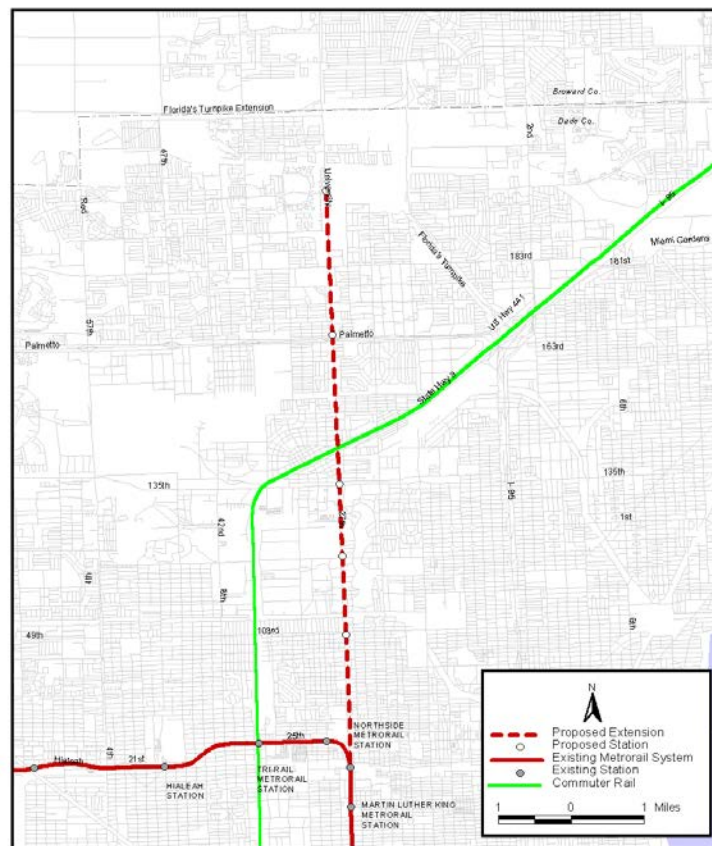 Broward Co.
Florida's Turnpike Extension
Dade Co.
2nd
47th
University
Red
I-95
Miami Gardens
Florida's Turnpike
183rd
181st
US Hwy 441
57th
Palmetto
Palmetto
163rd
State Hwy 9
6th
135th
135th
I-95
1st
27th
42nd
4th
8th
103rd
49th
6th
NORTHSIDE
METRORAIL
STATION
25th
Hialeah
4th
21st
HIALEAH
STATION
TRI-RAIL
METRORAIL
STATION
MARTIN LUTHER KING
METRORAIL
STATION
N
Proposed Extension
Proposed Station
Existing Metrorail System
Existing Station
Commuter Rail
1 0 1 Miles